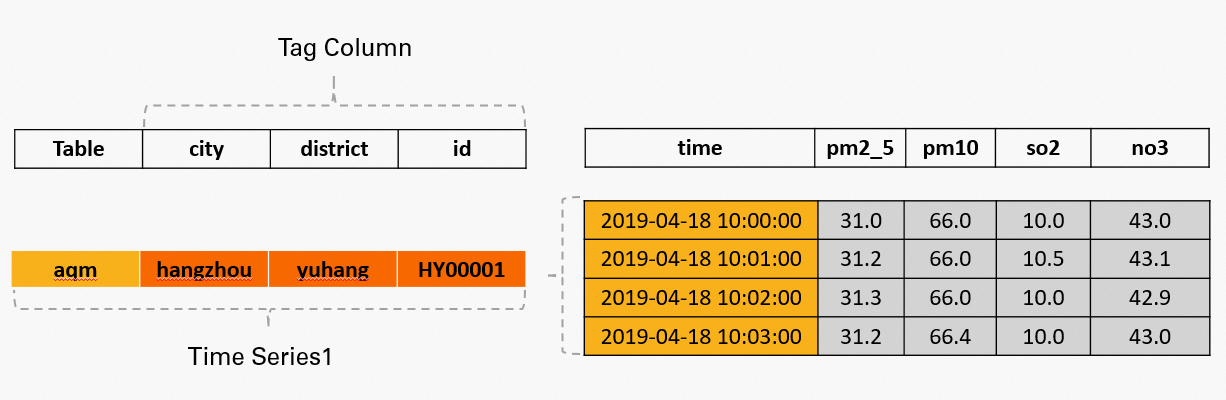 Tag Column
Table city district id
aqm hangzhou yuhang HY00001
Time Series1
time pm2_5 pm10 so2 no3
2019-04-18 10:00:00 31.0 66.0 10.0 43.0
2019-04-18 10:01:00 31.2 66.0 10.5 43.1
2019-04-18 10:02:00 31.3 66.0 10.0 42.9
2019-04-18 10:03:00 31.2 66.4 10.0 43.0